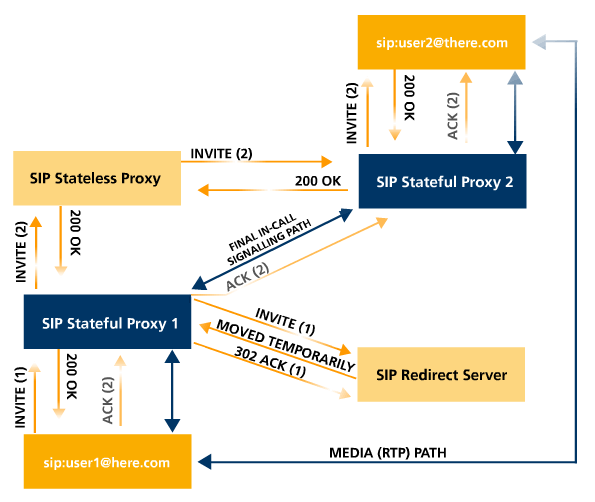 sip:user2@there.com
INVITE (2)
200 OK
ACK (2)
INVITE (2)
SIP Stateless Proxy
200 OK
SIP Stateful Proxy 2
INVITE (2)
200 OK
FINAL IN-CALL
SIGNALLING PATH
ACK (2)
SIP Stateful Proxy 1
INVITE (1)
MOVED TEMPORARILY
302 ACK (1)
SIP Redirect Server
INVITE (1)
200 OK
ACK (2)
sip:user1@here.com
MEDIA (RTP) PATH